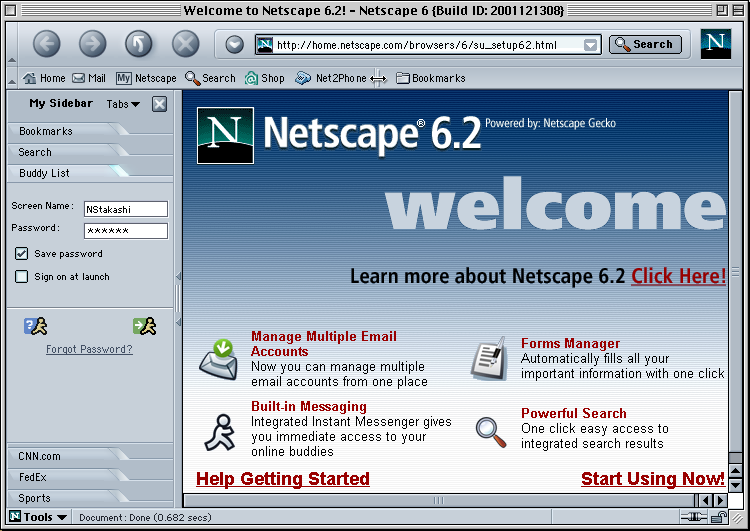 Welcome to Netscape 6.2! - Netscape 6 {Build ID: 2001121308}
http://home.netscape.com/browsers/6/su_setup62.html
Search
Home Mail My Netscape Search Shop Net2Phone Bookmarks
My Sidebar Tabs
Bookmarks
Search
Buddy List
Screen Name: NStakashi
Password: ******
Save password
Sign on at launch
Forgot Password?
CNN.com
FedEx
Sports
N Netscape® 6.2 Powered by: Netscape Gecko
welcome
Learn more about Netscape 6.2 Click Here!
Manage Multiple Email
Accounts
Now you can manage multiple
email accounts from one place
Forms Manager
Automatically fills all your
important information with one click
Built-in Messaging
Integrated Instant Messenger gives
you immediate access to your
online buddies
Powerful Search
One click easy access to
integrated search results
Help Getting Started
Start Using Now!
Tools Document: Done (0.682 secs)